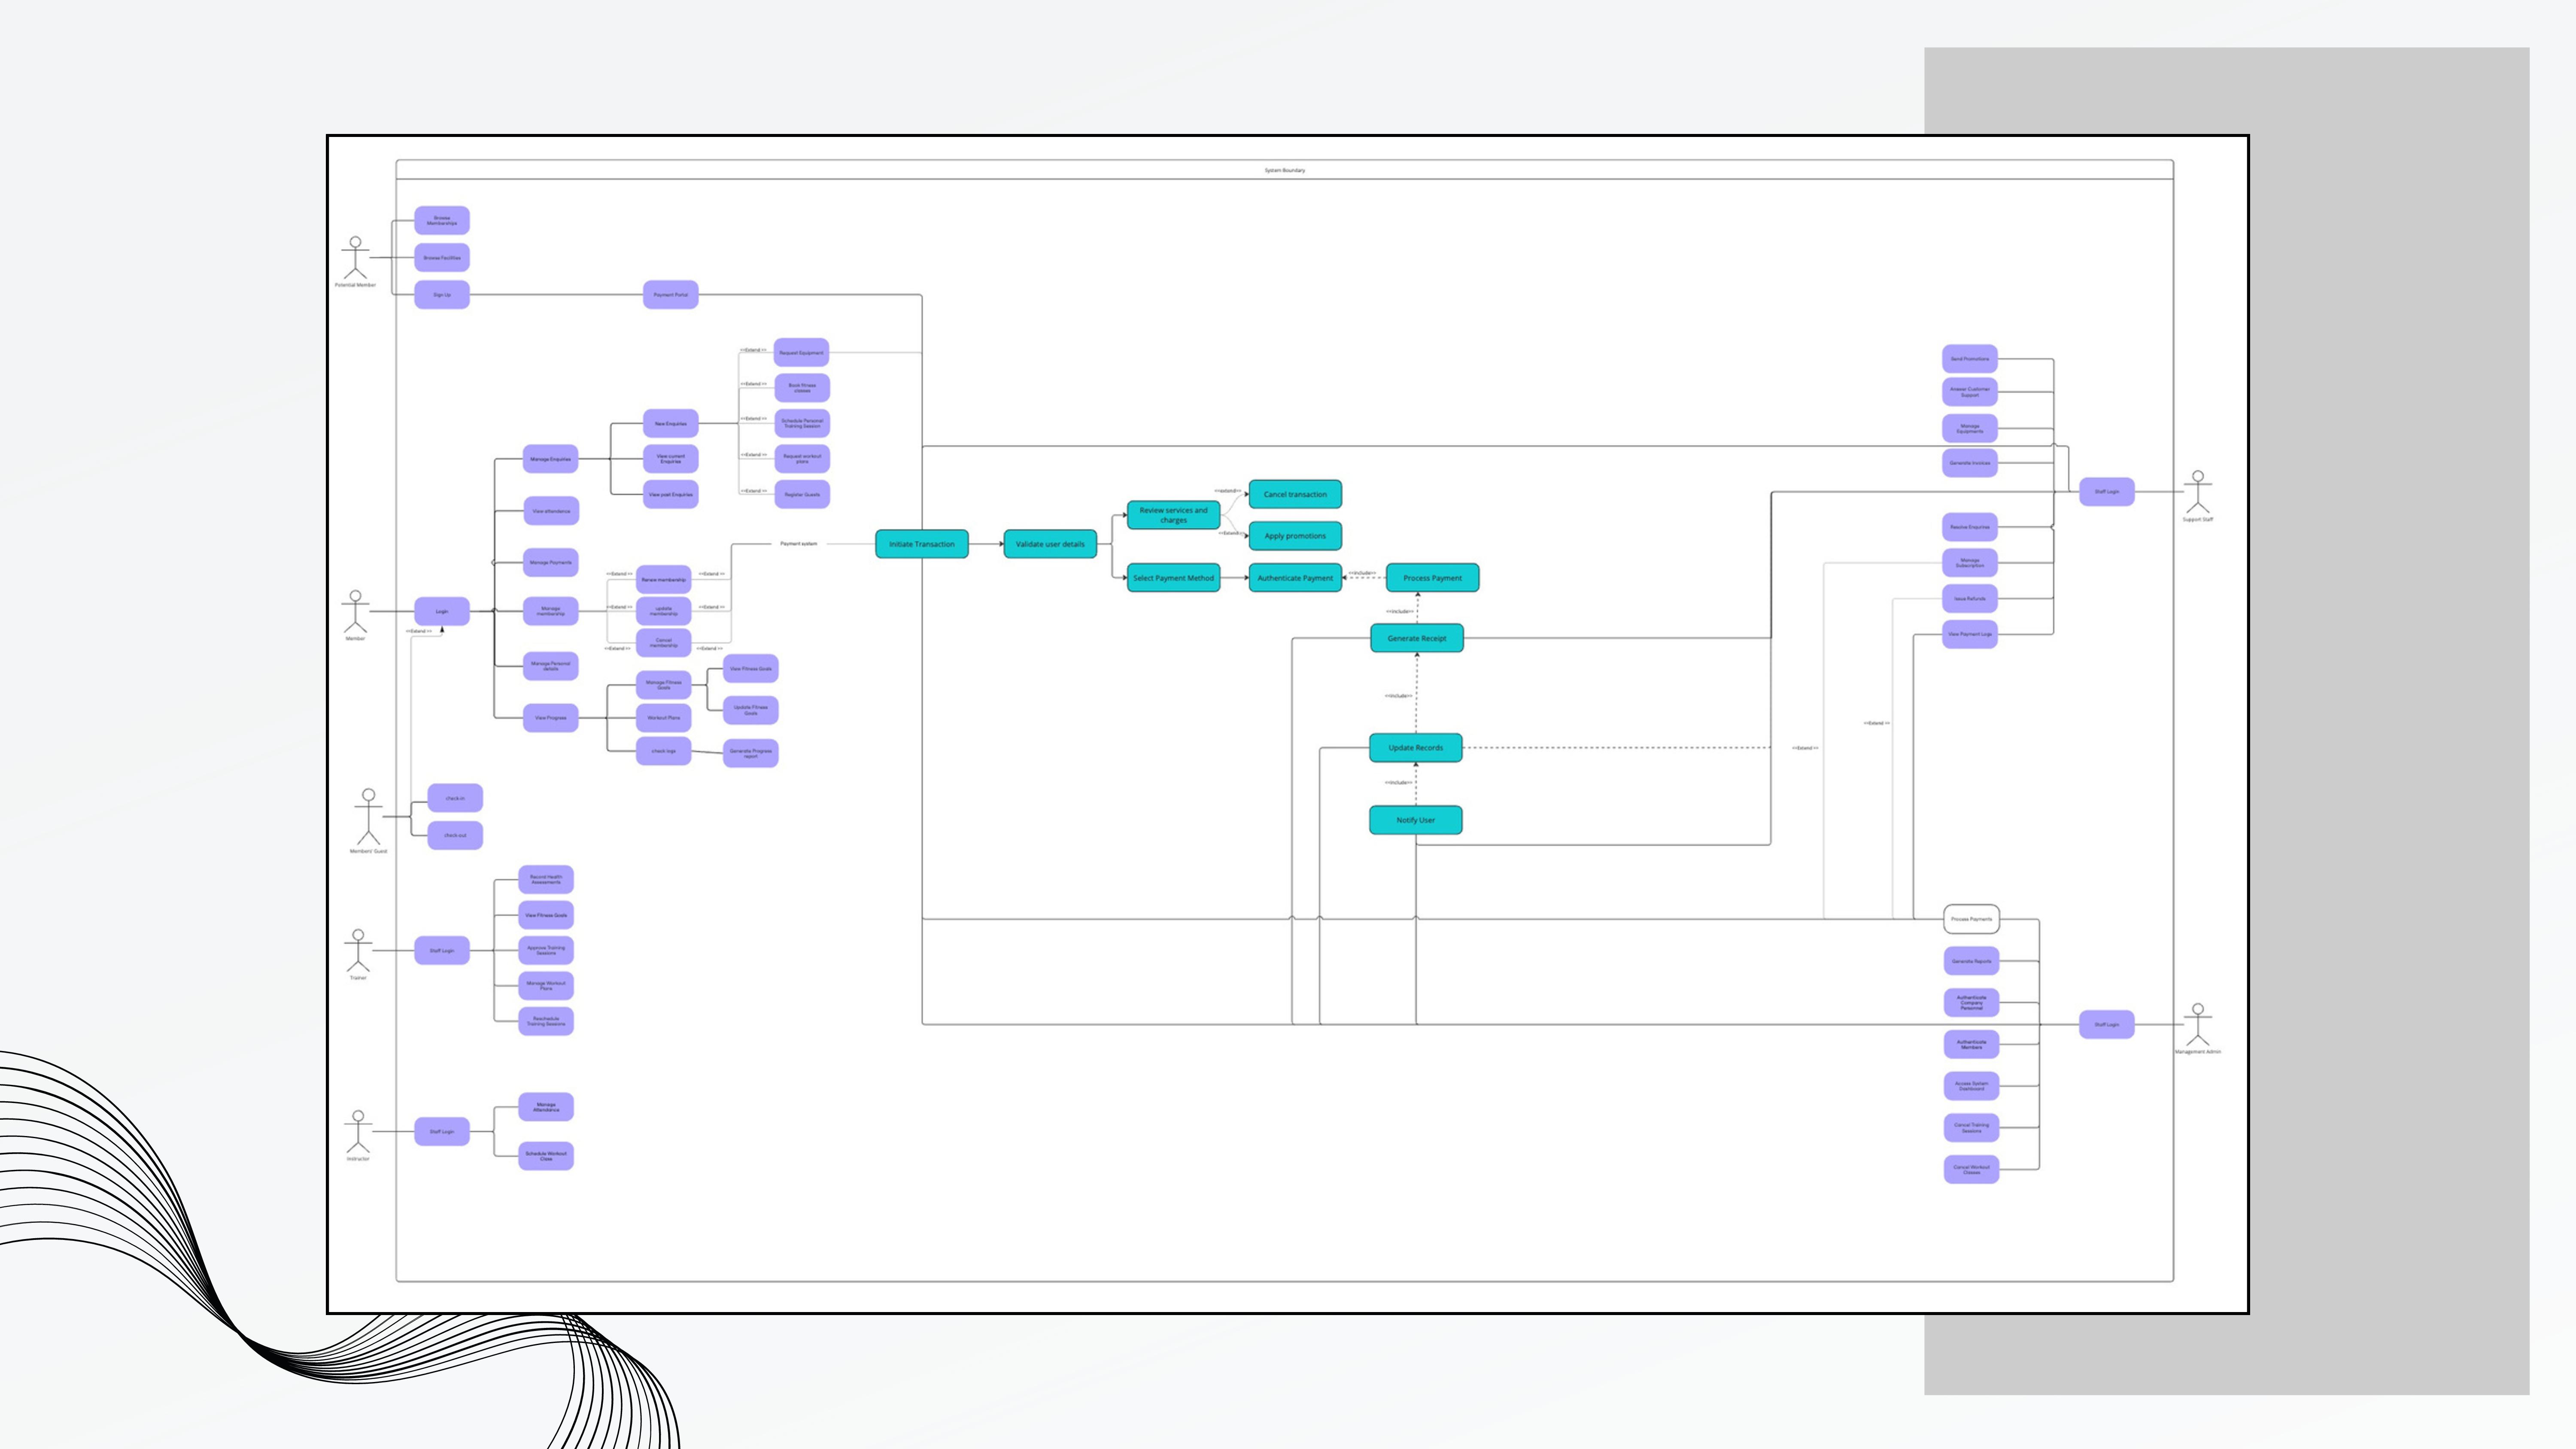 System Boundary
Browse
Memberships
Browse Facilities
Potential Member
Sign Up
Payment Portal
<<Extend >>
Request Equipment
<<Extend >>
Book fitness
classes
<<Extend >>
Schedule Personal
Training Session
<<Extend >>
Request workout
plans
<<Extend >>
Register Guests
New Enquiries
View current
Enquiries
View past Enquiries
Manage Enquiries
View attendance
Manage Payments
Manage
membership
Manage Personal
details
View Progress
Login
Member
<<Extend >>
<<Extend >>
Renew membership
<<Extend >>
<<Extend >>
update
membership
<<Extend >>
Cancel
membership
<<Extend >>
<<Extend >>
Payment system
Manage Fitness
Goals
Workout Plans
check logs
View Fitness Goals
Update Fitness
Goals
Generate Progress
report
check in
check out
Members' Guest
Record Health
Assessments
View Fitness Goals
Approve Training
Sessions
Manage Workout
Plans
Reschedule
Training Sessions
Staff Login
Trainer
Manage
Attendance
Schedule Workout
Class
Staff Login
Instructor
Initiate Transaction
Validate user details
Review services and
charges
<<extend>>
Cancel transaction
<<Extend>>
Apply promotions
Select Payment Method
Authenticate Payment
<<include>>
Process Payment
<<include>>
Generate Receipt
<<include>>
Update Records
<<include>>
Notify User
<<Extend >>
<<Extend >>
Send Promotions
Answer Customer
Support
Manage
Equipments
Generate Invoices
Resolve Enquiries
Manage
Subscription
Issue Refunds
View Payment Logs
Staff Login
Support Staff
Process Payments
Generate Reports
Authenticate
Company
Personnel
Authenticate
Members
Access System
Dashboard
Cancel Training
Sessions
Cancel Workout
Classes
Staff Login
Management Admin